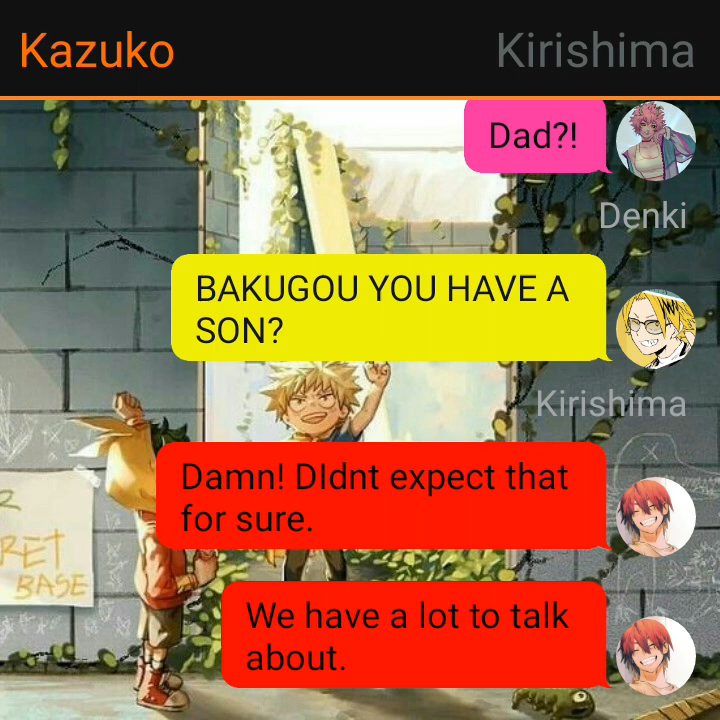 Kazuko
Kirishima
Dad?!
Denki
BAKUGOU YOU HAVE A
SON?
Kirishima
Damn! DIdnt expect that
for sure.
We have a lot to talk
about.
RET
BASE